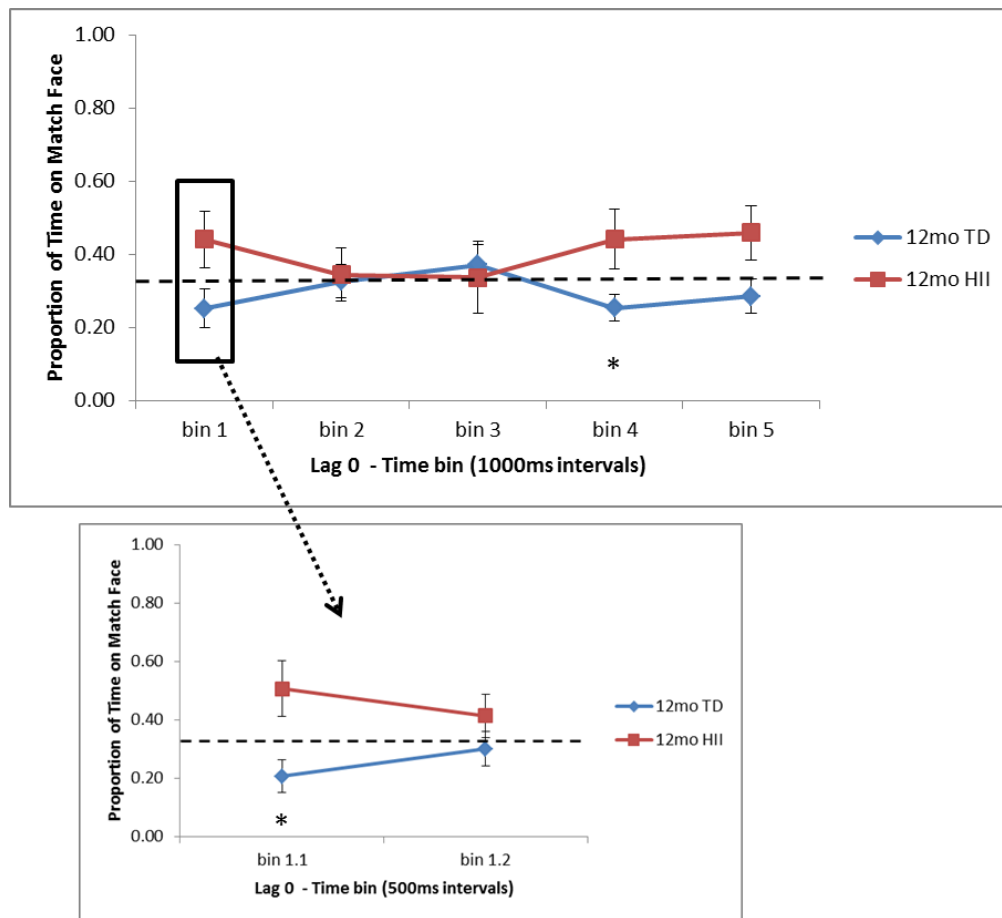 Proportion of Time on Match Face
1.00
0.80
0.60
0.40
0.20
0.00
*
bin 1 bin 2 bin 3 bin 4 bin 5
Lag 0 - Time bin (1000ms intervals)
12mo TD
12mo HII
Proportion of Time on Match Face
1.00
0.80
0.60
0.40
0.20
0.00
*
bin 1.1 bin 1.2
Lag 0 - Time bin (500ms intervals)
12mo TD
12mo HII